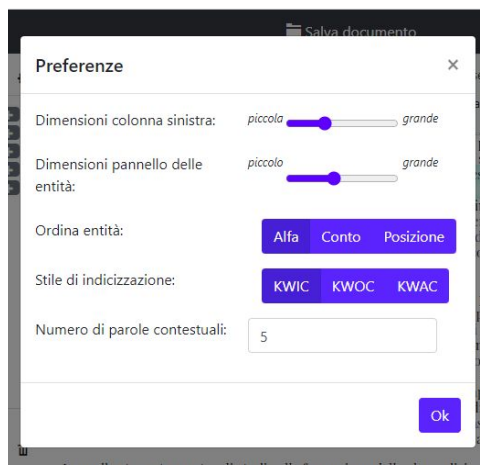 Salva documento
Preferenze ×
Dimensioni colonna sinistra: piccola grande
Dimensioni pannello delle piccolo grande
entità:
Ordina entità: Alfa Conto Posizione
Stile di indicizzazione: KWIC KWOC KWAC
Numero di parole contestuali: 5
Ok